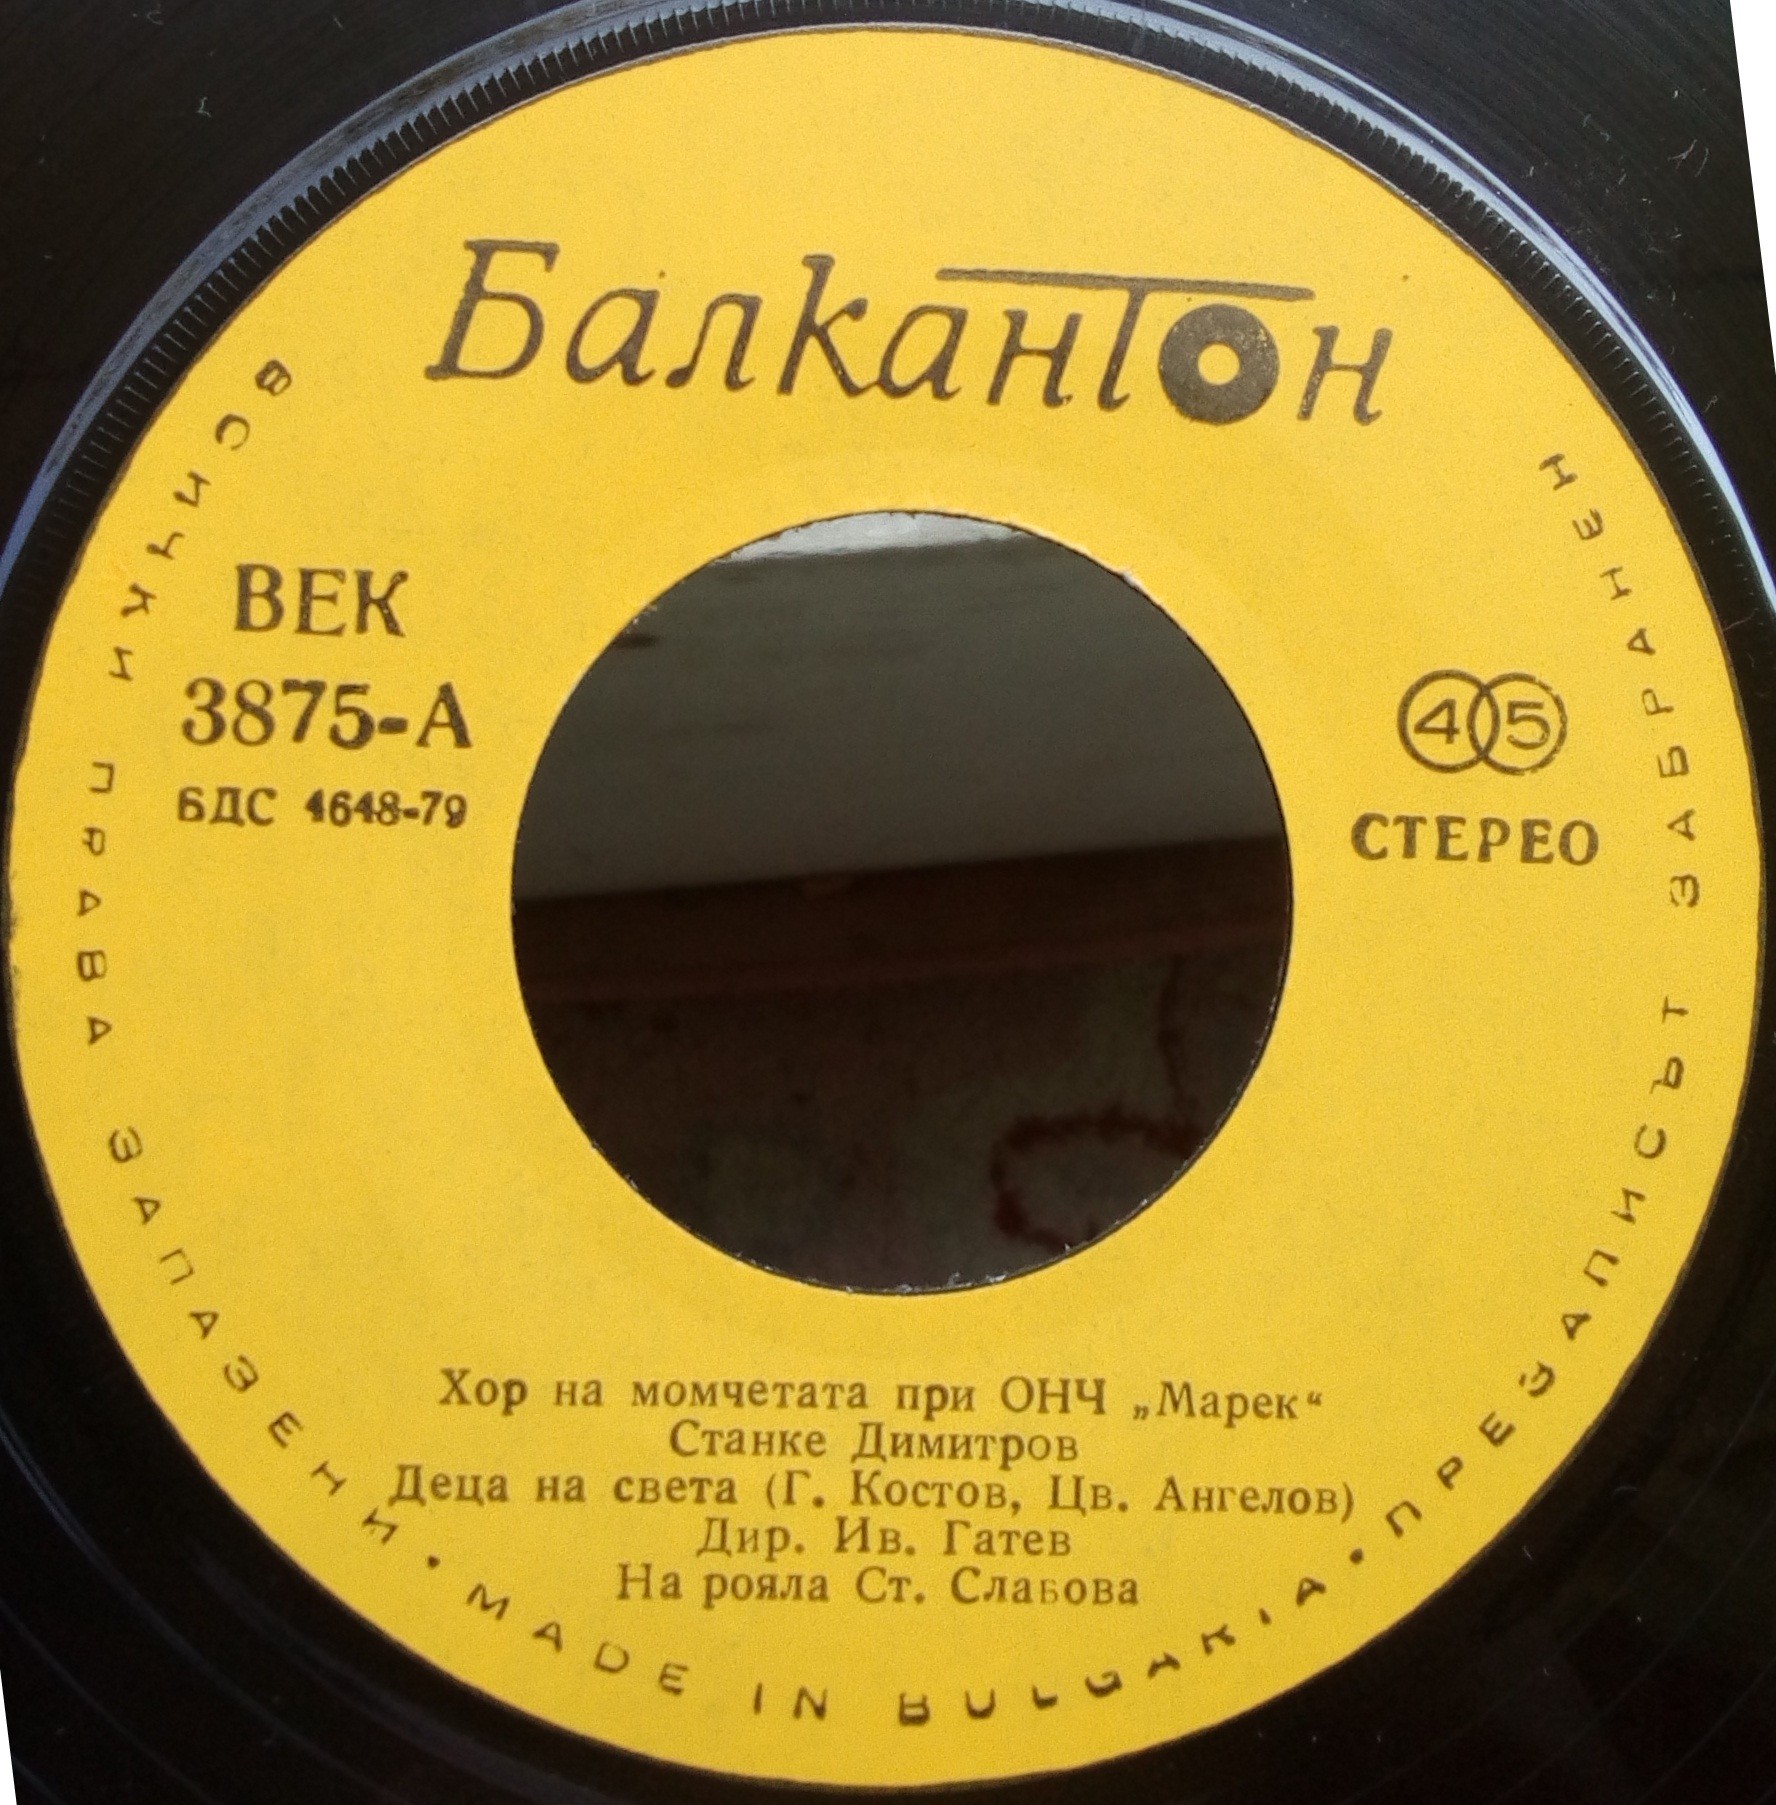 Балкантон
ВЕК
3875-А
БДС 4648-79
45
СТЕРЕО
Хор на момчетата при ОНЧ „Марек“
Станке Димитров
Деца на света (Г. Костов, Цв. Ангелов)
Дир. Ив. Гатев
На рояла Ст. Славова
ВСИЧКИ ПРАВА ЗАПАЗЕНИ • MADE IN BULGARIA • ПРЕЗАПИСЪТ ЗАБРАНЕН